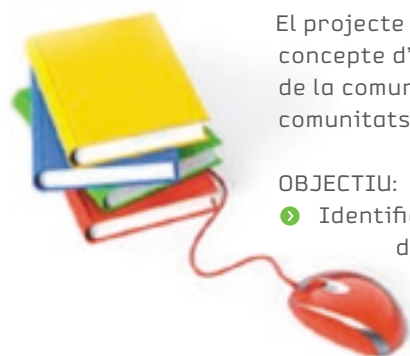 El projecte
concepte d'
de la comun
comunitats
OBJECTIU:
Identific
d